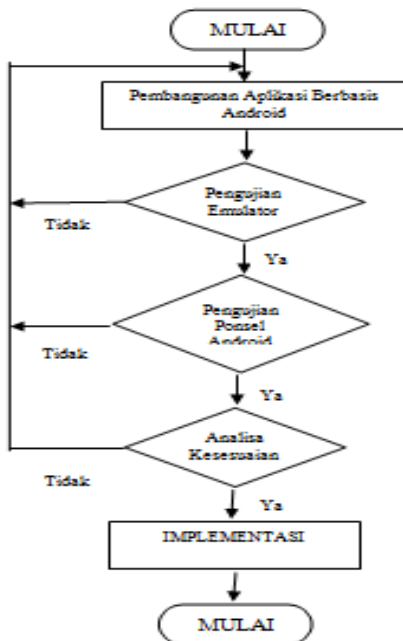 MULAI
Pembangunan Aplikasi Berbasis
Android
Pengujian
Emulator
Tidak
Ya
Pengujian
Ponsel
Android
Tidak
Ya
Analisa
Kesesuaian
Tidak
Ya
IMPLEMENTASI
MULAI